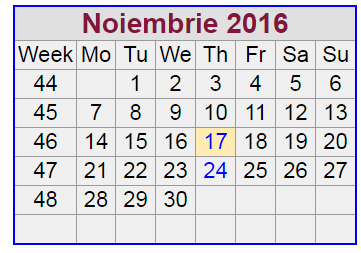 Noiembrie 2016
Week Mo Tu We Th Fr Sa Su
44 1 2 3 4 5 6
45 7 8 9 10 11 12 13
46 14 15 16 17 18 19 20
47 21 22 23 24 25 26 27
48 28 29 30